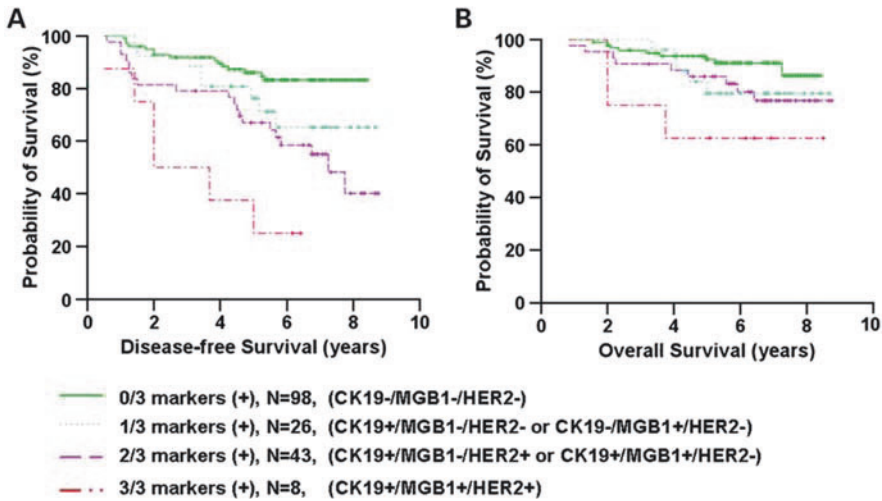 A
Probability of Survival (%)
100
80
60
40
20
0
0 2 4 6 8 10
Disease-free Survival (years)
B
Probability of Survival (%)
100
80
60
80
20
0
0 2 4 6 8 10
Overall Survival (years)
0/3 markers (+), N=98, (CK19-/MGB1-/HER2-)
1/3 markers (+), N=26, (CK19+/MGB1-/HER2- or CK19-/MGB1+/HER2-)
2/3 markers (+), N=43, (CK19+/MGB1-/HER2+ or CK19+/MGB1+/HER2-)
3/3 markers (+), N=8, (CK19+/MGB1+/HER2+)